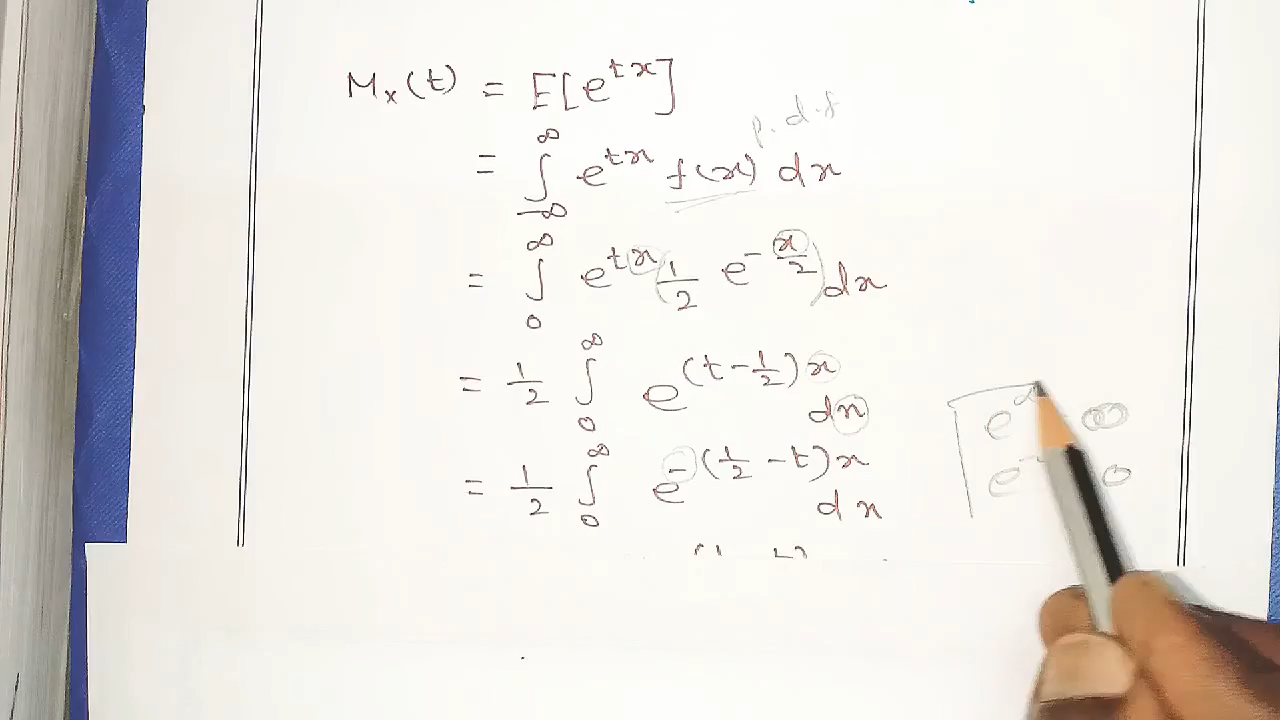 Mx(t) = E[e^{tx}]
= ∫_{-∞}^{∞} e^{tx} f(x) dx p.d.f
= ∫_{0}^{∞} e^{tx} (1/2 e^{-x/2}) dx
= 1/2 ∫_{0}^{∞} e^{(t-1/2)x} dx
= 1/2 ∫_{0}^{∞} e^{-(1/2-t)x} dx
e ∞
e^{-} 0